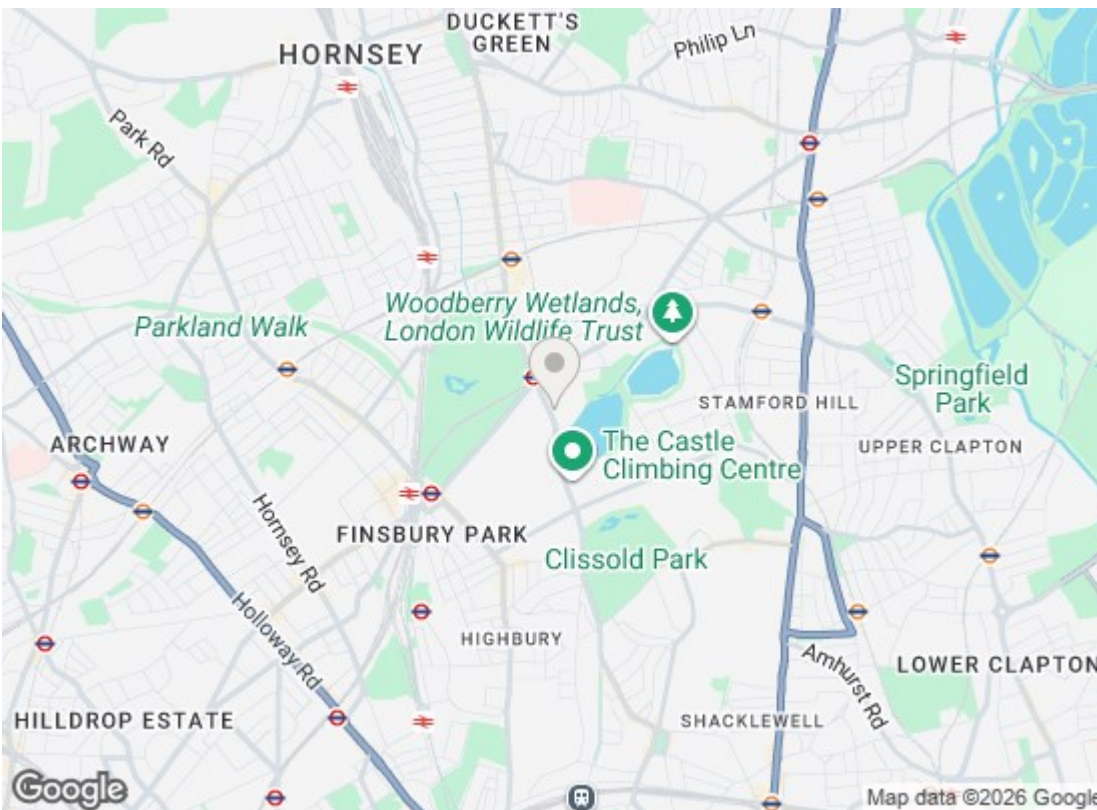 DUCKETT'S
GREEN
HORNSEY
Philip Ln
Park Rd
Woodberry Wetlands,
London Wildlife Trust
Parkland Walk
Springfield
Park
STAMFORD HILL
ARCHWAY
The Castle
Climbing Centre
UPPER CLAPTON
Hornsey Rd
FINSBURY PARK
Clissold Park
Holloway Rd
HIGHBURY
Amhurst Rd
LOWER CLAPTON
HILLDROP ESTATE
SHACKLEWELL
Google
Map data ©2026 Google